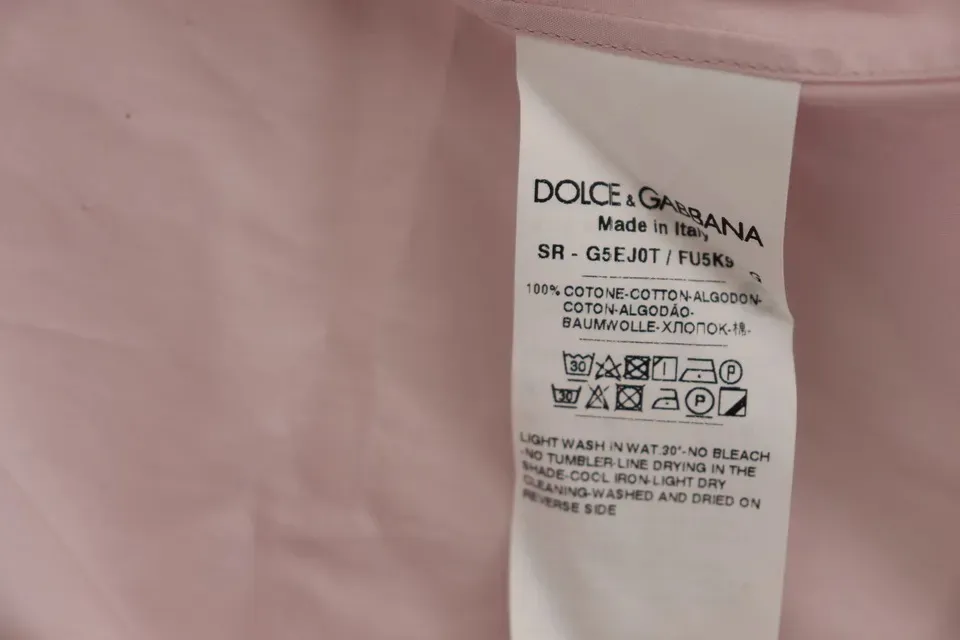 DOLCE & GABBANA
Made in Italy
SR - G5EJ0T / FU5K9 G
100% COTONE-COTTON-ALGODON-
COTON-ALGODÃO-
BAUMWOLLE-ХЛОПОК-棉-
30 P
30 P
LIGHT WASH IN WAT.30°-NO BLEACH
-NO TUMBLER-LINE DRYING IN THE
SHADE-COOL IRON-LIGHT DRY
CLEANING-WASHED AND DRIED ON
REVERSE SIDE